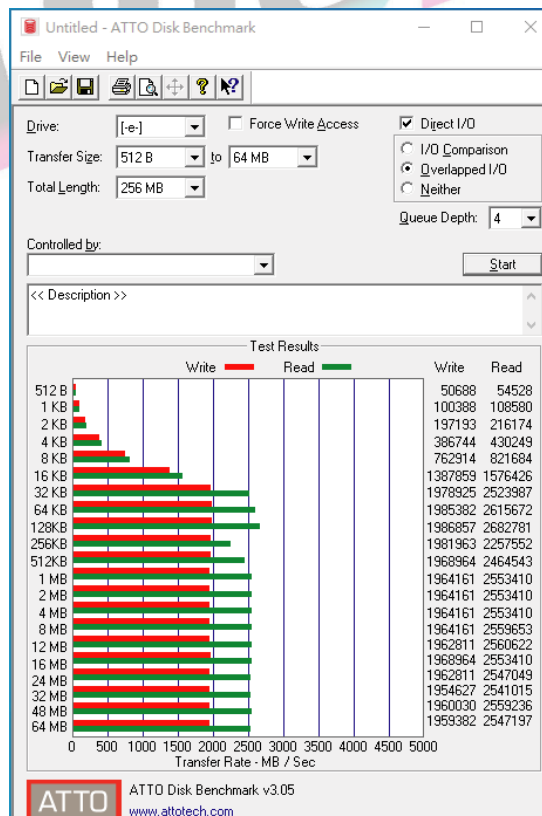 Untitled - ATTO Disk Benchmark
File View Help
Drive: [-e-] Force Write Access Direct I/O
Transfer Size: 512 B to 64 MB I/O Comparison
Overlapped I/O
Total Length: 256 MB Neither
Queue Depth: 4
Controlled by:
Start
<< Description >>
Test Results
Write Read Write Read
512 B 50688 54528
1 KB 100388 108580
2 KB 197193 216174
4 KB 386744 430249
8 KB 762914 821684
16 KB 1387859 1576426
32 KB 1978925 2523987
64 KB 1985382 2615672
128KB 1986857 2682781
256KB 1981963 2257552
512KB 1968964 2464543
1 MB 1964161 2553410
2 MB 1964161 2553410
4 MB 1964161 2553410
8 MB 1964161 2559653
12 MB 1962811 2560622
16 MB 1968964 2553410
24 MB 1962811 2547049
32 MB 1954627 2541015
48 MB 1960030 2559236
64 MB 1959382 2547197
0 500 1000 1500 2000 2500 3000 3500 4000 4500 5000
Transfer Rate - MB / Sec
ATTO
ATTO Disk Benchmark v3.05
www.attotech.com